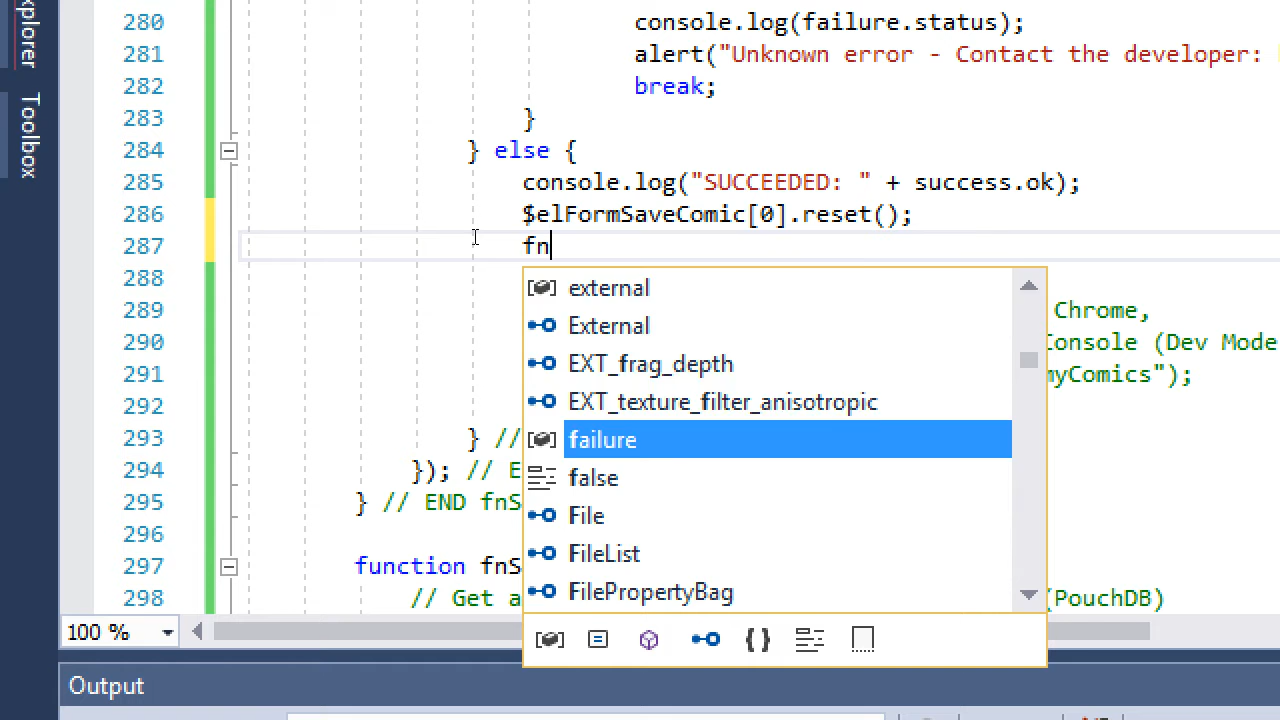 xplorer
Toolbox
280 console.log(failure.status);
281 alert("Unknown error - Contact the developer:
282 break;
283 }
284 } else {
285 console.log("SUCCEEDED: " + success.ok);
286 $elFormSaveComic[0].reset();
287 fn
288
289 Chrome,
290 Console (Dev Mode
291 myComics");
292
293 } //
294 }); // E
295 } // END fnS
296
297 function fnS
298 // Get a (PouchDB)
external
External
EXT_frag_depth
EXT_texture_filter_anisotropic
failure
false
File
FileList
FilePropertyBag
100 %
Output